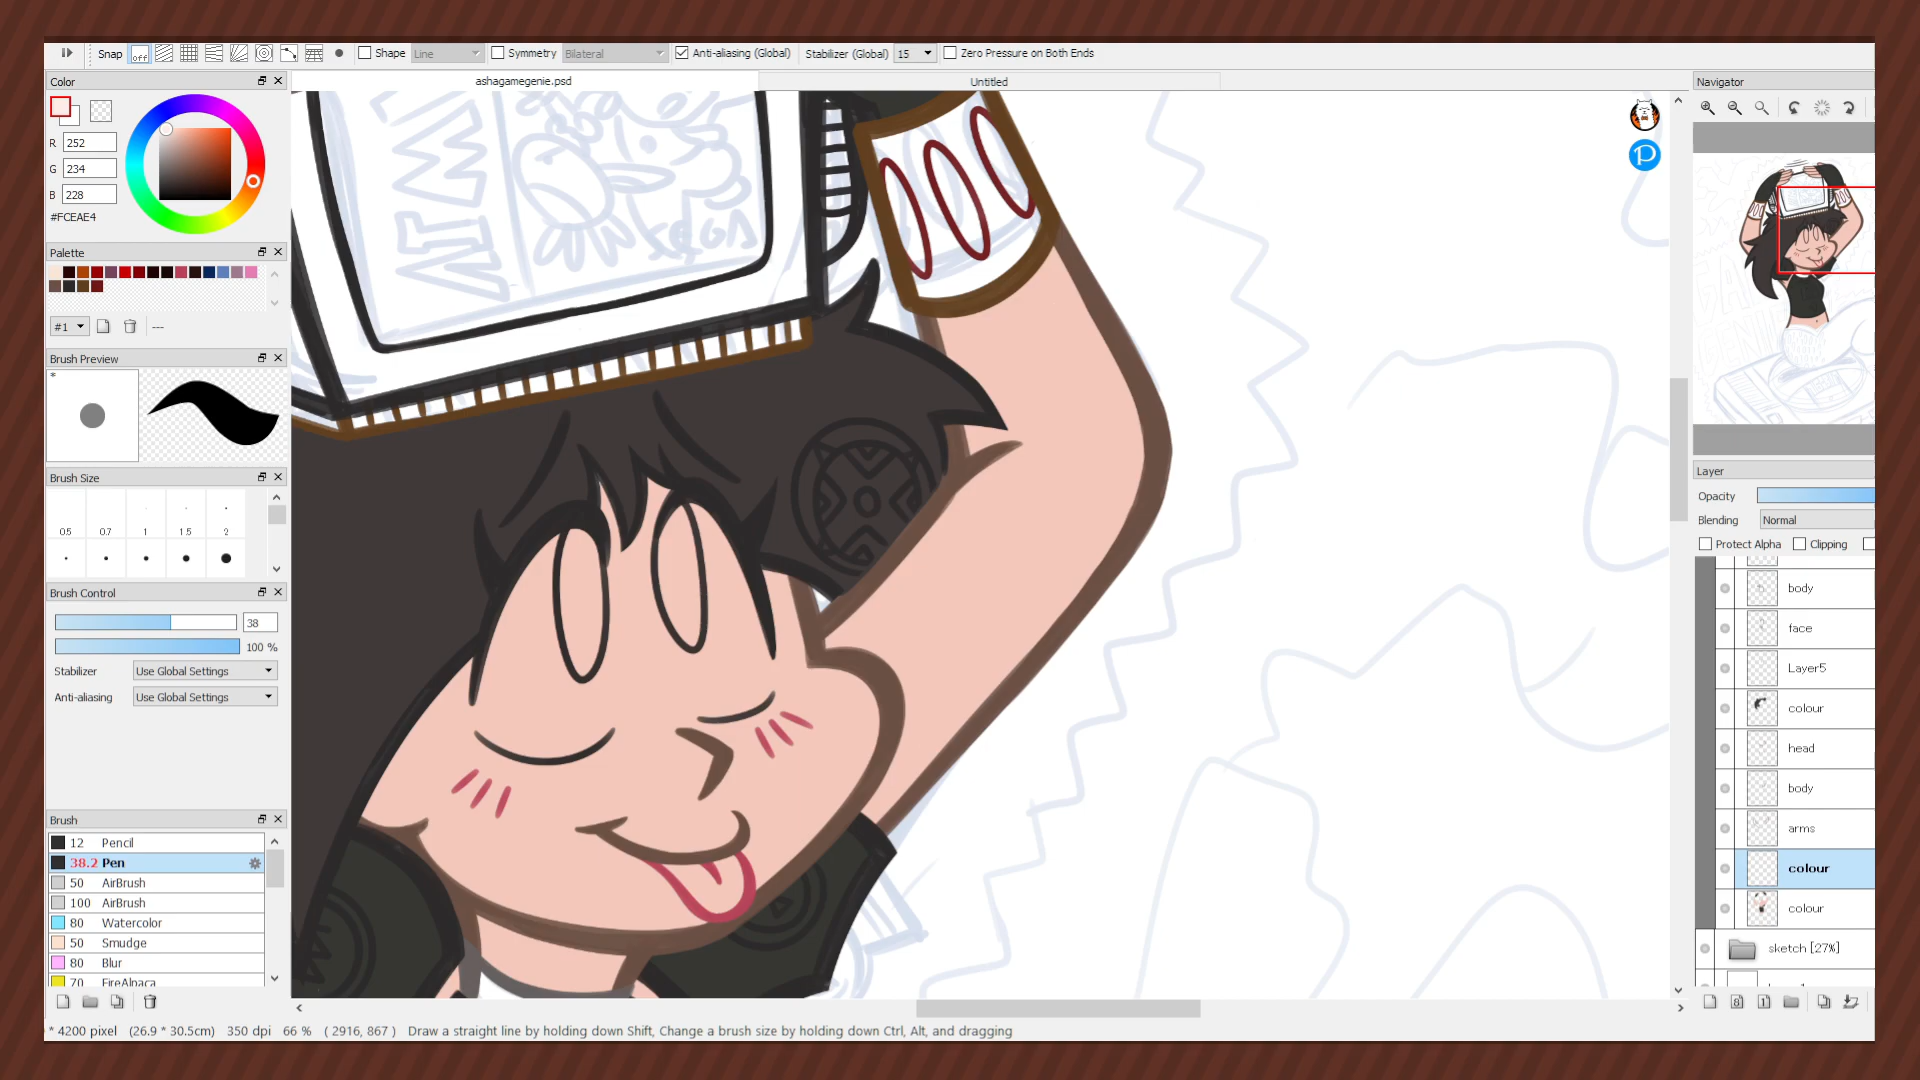 Snap off Shape Line Symmetry Bilateral Anti-aliasing (Global) Stabilizer (Global) 15 Zero Pressure on Both Ends
Color
ashagamegenie.psd
Untitled
Navigator
R 252
G 234
B 228
#FCEAE4
Palette
#1
---
Brush Preview
*
Brush Size
0.5 0.7 1 1.5 2
Brush Control
38
100 %
Stabilizer Use Global Settings
Anti-aliasing Use Global Settings
Brush
12 Pencil
38.2 Pen
50 AirBrush
100 AirBrush
80 Watercolor
50 Smudge
80 Blur
70 FireAlpaca
SEGA
Layer
Opacity
Blending Normal
Protect Alpha Clipping
body
face
Layer5
colour
head
body
arms
colour
colour
sketch [27%]
* 4200 pixel (26.9 * 30.5cm) 350 dpi 66 % ( 2916, 867 ) Draw a straight line by holding down Shift, Change a brush size by holding down Ctrl, Alt, and dragging